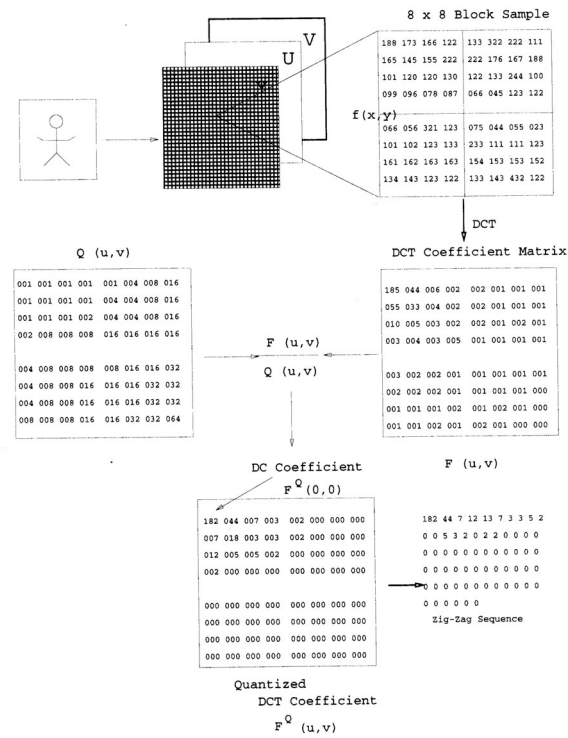 8 x 8 Block Sample
V
U
Y
188 173 166 122 133 322 222 111
165 145 155 222 222 176 167 188
101 120 120 130 122 133 244 100
099 096 078 087 066 045 123 122
f(x,y)
066 056 321 123 075 044 055 023
101 102 123 133 233 111 111 123
161 162 163 163 154 153 153 152
134 143 123 122 133 143 432 122
DCT
Q (u,v)
001 001 001 001 001 004 008 016
001 001 001 001 004 004 008 016
001 001 001 002 004 004 008 016
002 008 008 008 016 016 016 016
004 008 008 008 008 016 016 032
004 008 008 016 016 016 032 032
004 008 008 016 016 016 032 032
008 008 008 016 016 032 032 064
DCT Coefficient Matrix
185 044 006 002 002 001 001 001
055 033 004 002 002 001 001 001
010 005 003 002 002 001 002 001
003 004 003 005 001 001 001 001
003 002 002 001 001 001 001 001
002 002 002 001 001 001 001 000
001 001 001 002 001 002 001 000
001 001 002 001 002 001 000 000
F (u,v)
F (u,v)
Q (u,v)
DC Coefficient
F Q (0,0)
182 044 007 003 002 000 000 000
007 018 003 003 000 000 000 000
012 005 005 002 000 000 000 000
002 000 000 000 000 000 000 000
000 000 000 000 000 000 000 000
000 000 000 000 000 000 000 000
000 000 000 000 000 000 000 000
000 000 000 000 000 000 000 000
182 44 7 12 13 7 3 3 5 2
0 0 5 3 2 0 2 2 0 0 0 0
0 0 0 0 0 0 0 0 0 0 0 0
0 0 0 0 0 0 0 0 0 0 0 0
0 0 0 0 0 0 0 0 0 0 0 0
0 0 0 0 0 0
Zig-Zag Sequence
Quantized
DCT Coefficient
F Q (u,v)